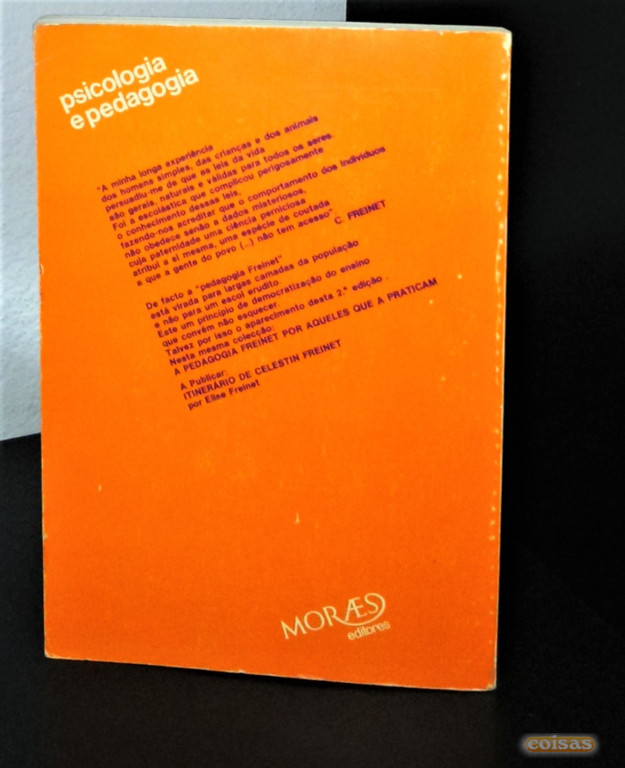 psicologia
e pedagogia
"A minha longa experiência
dos homens simples, das crianças e dos animais
persuadiu-me de que as leis da vida
são gerais, naturais e válidas para todos os seres.
Foi a escolástica que complicou perigosamente
o conhecimento dessas leis,
fazendo-nos acreditar que o comportamento dos indivíduos
não obedece senão a dados misteriosos,
cuja paternidade uma ciência perniciosa
atribui a si mesma, uma espécie de coutada
a que a gente do povo (...) não tem acesso"
C. FREINET
De facto a "pedagogia Freinet"
está virada para largas camadas da população
e não para um escol erudito.
Este um princípio de democratização do ensino
que convém não esquecer.
Talvez por isso o aparecimento desta 2.ª edição.
Nesta mesma colecção:
A PEDAGOGIA FREINET POR AQUELES QUE A PRATICAM
A Publicar:
ITINERÁRIO DE CELESTIN FREINET
por Elise Freinet
MORÆS
editores
coisas